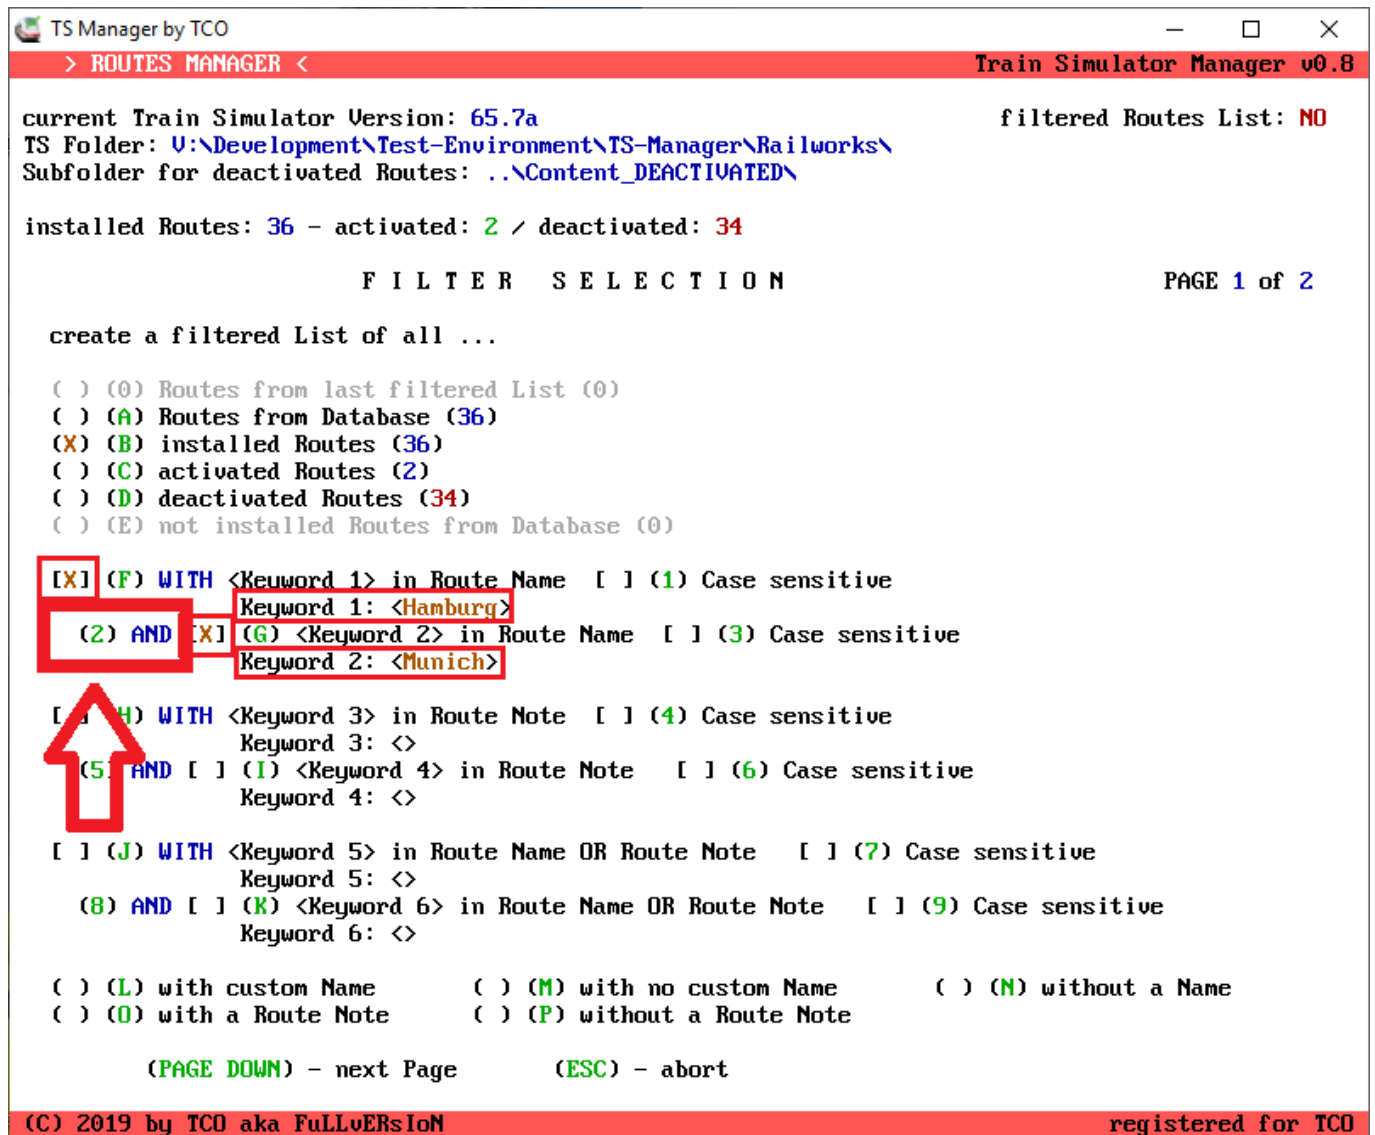 TS Manager by TCO
> ROUTES MANAGER < Train Simulator Manager v0.8
current Train Simulator Version: 65.7a filtered Routes List: NO
TS Folder: V:\Development\Test-Environment\TS-Manager\Railworks\
Subfolder for deactivated Routes: ..\Content_DEACTIVATED\
installed Routes: 36 - activated: 2 / deactivated: 34
F I L T E R   S E L E C T I O N PAGE 1 of 2
create a filtered List of all ...
( ) (0) Routes from last filtered List (0)
( ) (A) Routes from Database (36)
(X) (B) installed Routes (36)
( ) (C) activated Routes (2)
( ) (D) deactivated Routes (34)
( ) (E) not installed Routes from Database (0)
[X] (F) WITH <Keyword 1> in Route Name [ ] (1) Case sensitive
Keyword 1: <Hamburg>
(2) AND [X] (G) <Keyword 2> in Route Name [ ] (3) Case sensitive
Keyword 2: <Munich>
[ ] (H) WITH <Keyword 3> in Route Note [ ] (4) Case sensitive
Keyword 3: <>
(5) AND [ ] (I) <Keyword 4> in Route Note [ ] (6) Case sensitive
Keyword 4: <>
[ ] (J) WITH <Keyword 5> in Route Name OR Route Note [ ] (7) Case sensitive
Keyword 5: <>
(8) AND [ ] (K) <Keyword 6> in Route Name OR Route Note [ ] (9) Case sensitive
Keyword 6: <>
( ) (L) with custom Name ( ) (M) with no custom Name ( ) (N) without a Name
( ) (O) with a Route Note ( ) (P) without a Route Note
(PAGE DOWN) - next Page (ESC) - abort
(C) 2019 by TCO aka FuLLvERsIoN registered for TCO